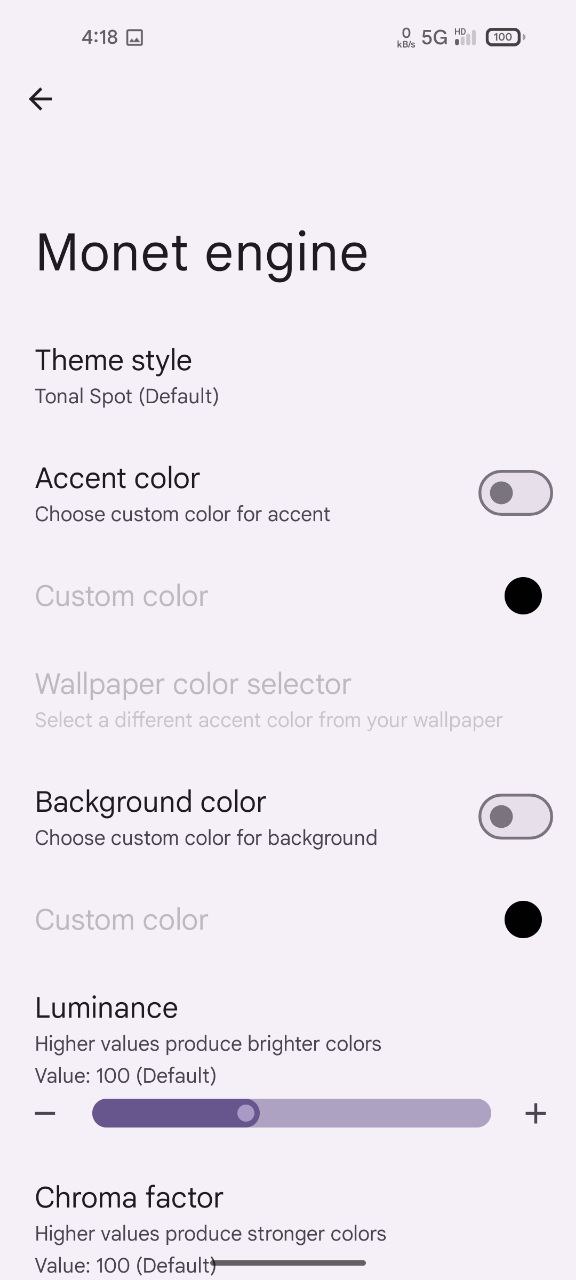 4:18
0 kB/s 5G HD 100
Monet engine
Theme style
Tonal Spot (Default)
Accent color
Choose custom color for accent
Custom color
Wallpaper color selector
Select a different accent color from your wallpaper
Background color
Choose custom color for background
Custom color
Luminance
Higher values produce brighter colors
Value: 100 (Default)
Chroma factor
Higher values produce stronger colors
Value: 100 (Default)